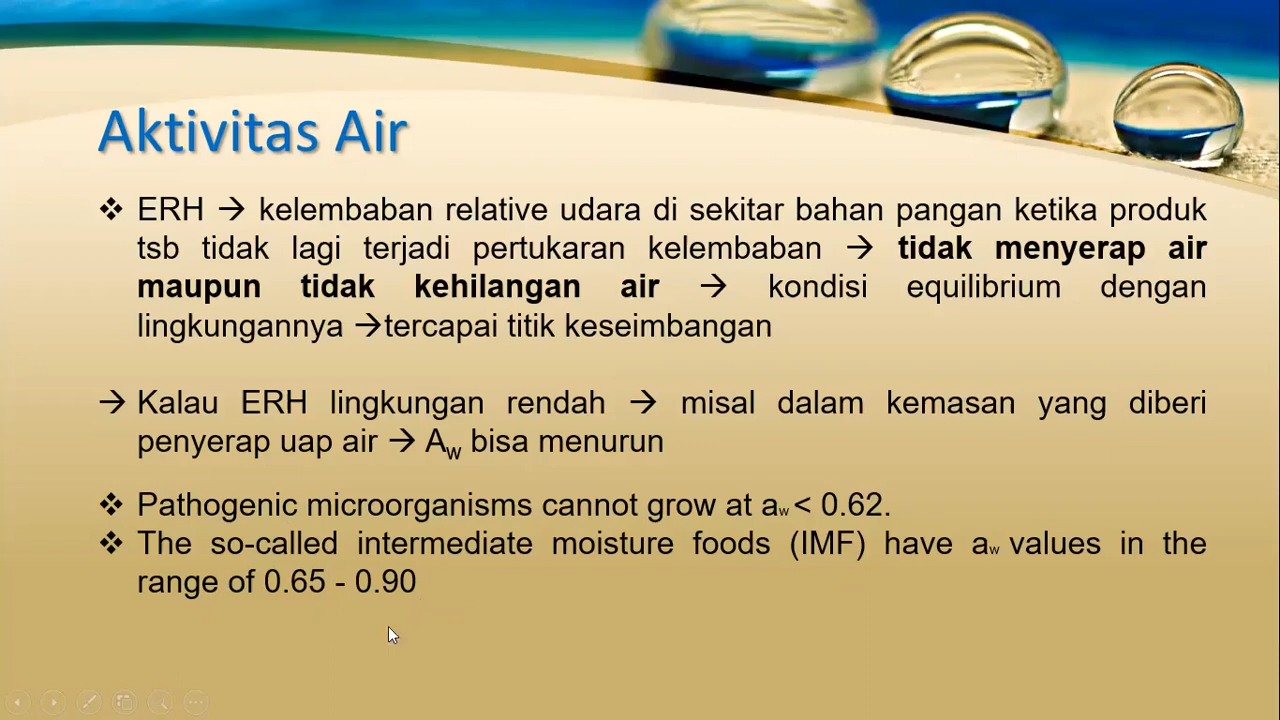 Aktivitas Air
❖ ERH → kelembaban relative udara di sekitar bahan pangan ketika produk
tsb tidak lagi terjadi pertukaran kelembaban → tidak menyerap air
maupun tidak kehilangan air → kondisi equilibrium dengan
lingkungannya →tercapai titik keseimbangan
→ Kalau ERH lingkungan rendah → misal dalam kemasan yang diberi
penyerap uap air → Aw bisa menurun
❖ Pathogenic microorganisms cannot grow at aw < 0.62.
❖ The so-called intermediate moisture foods (IMF) have aw values in the
range of 0.65 - 0.90